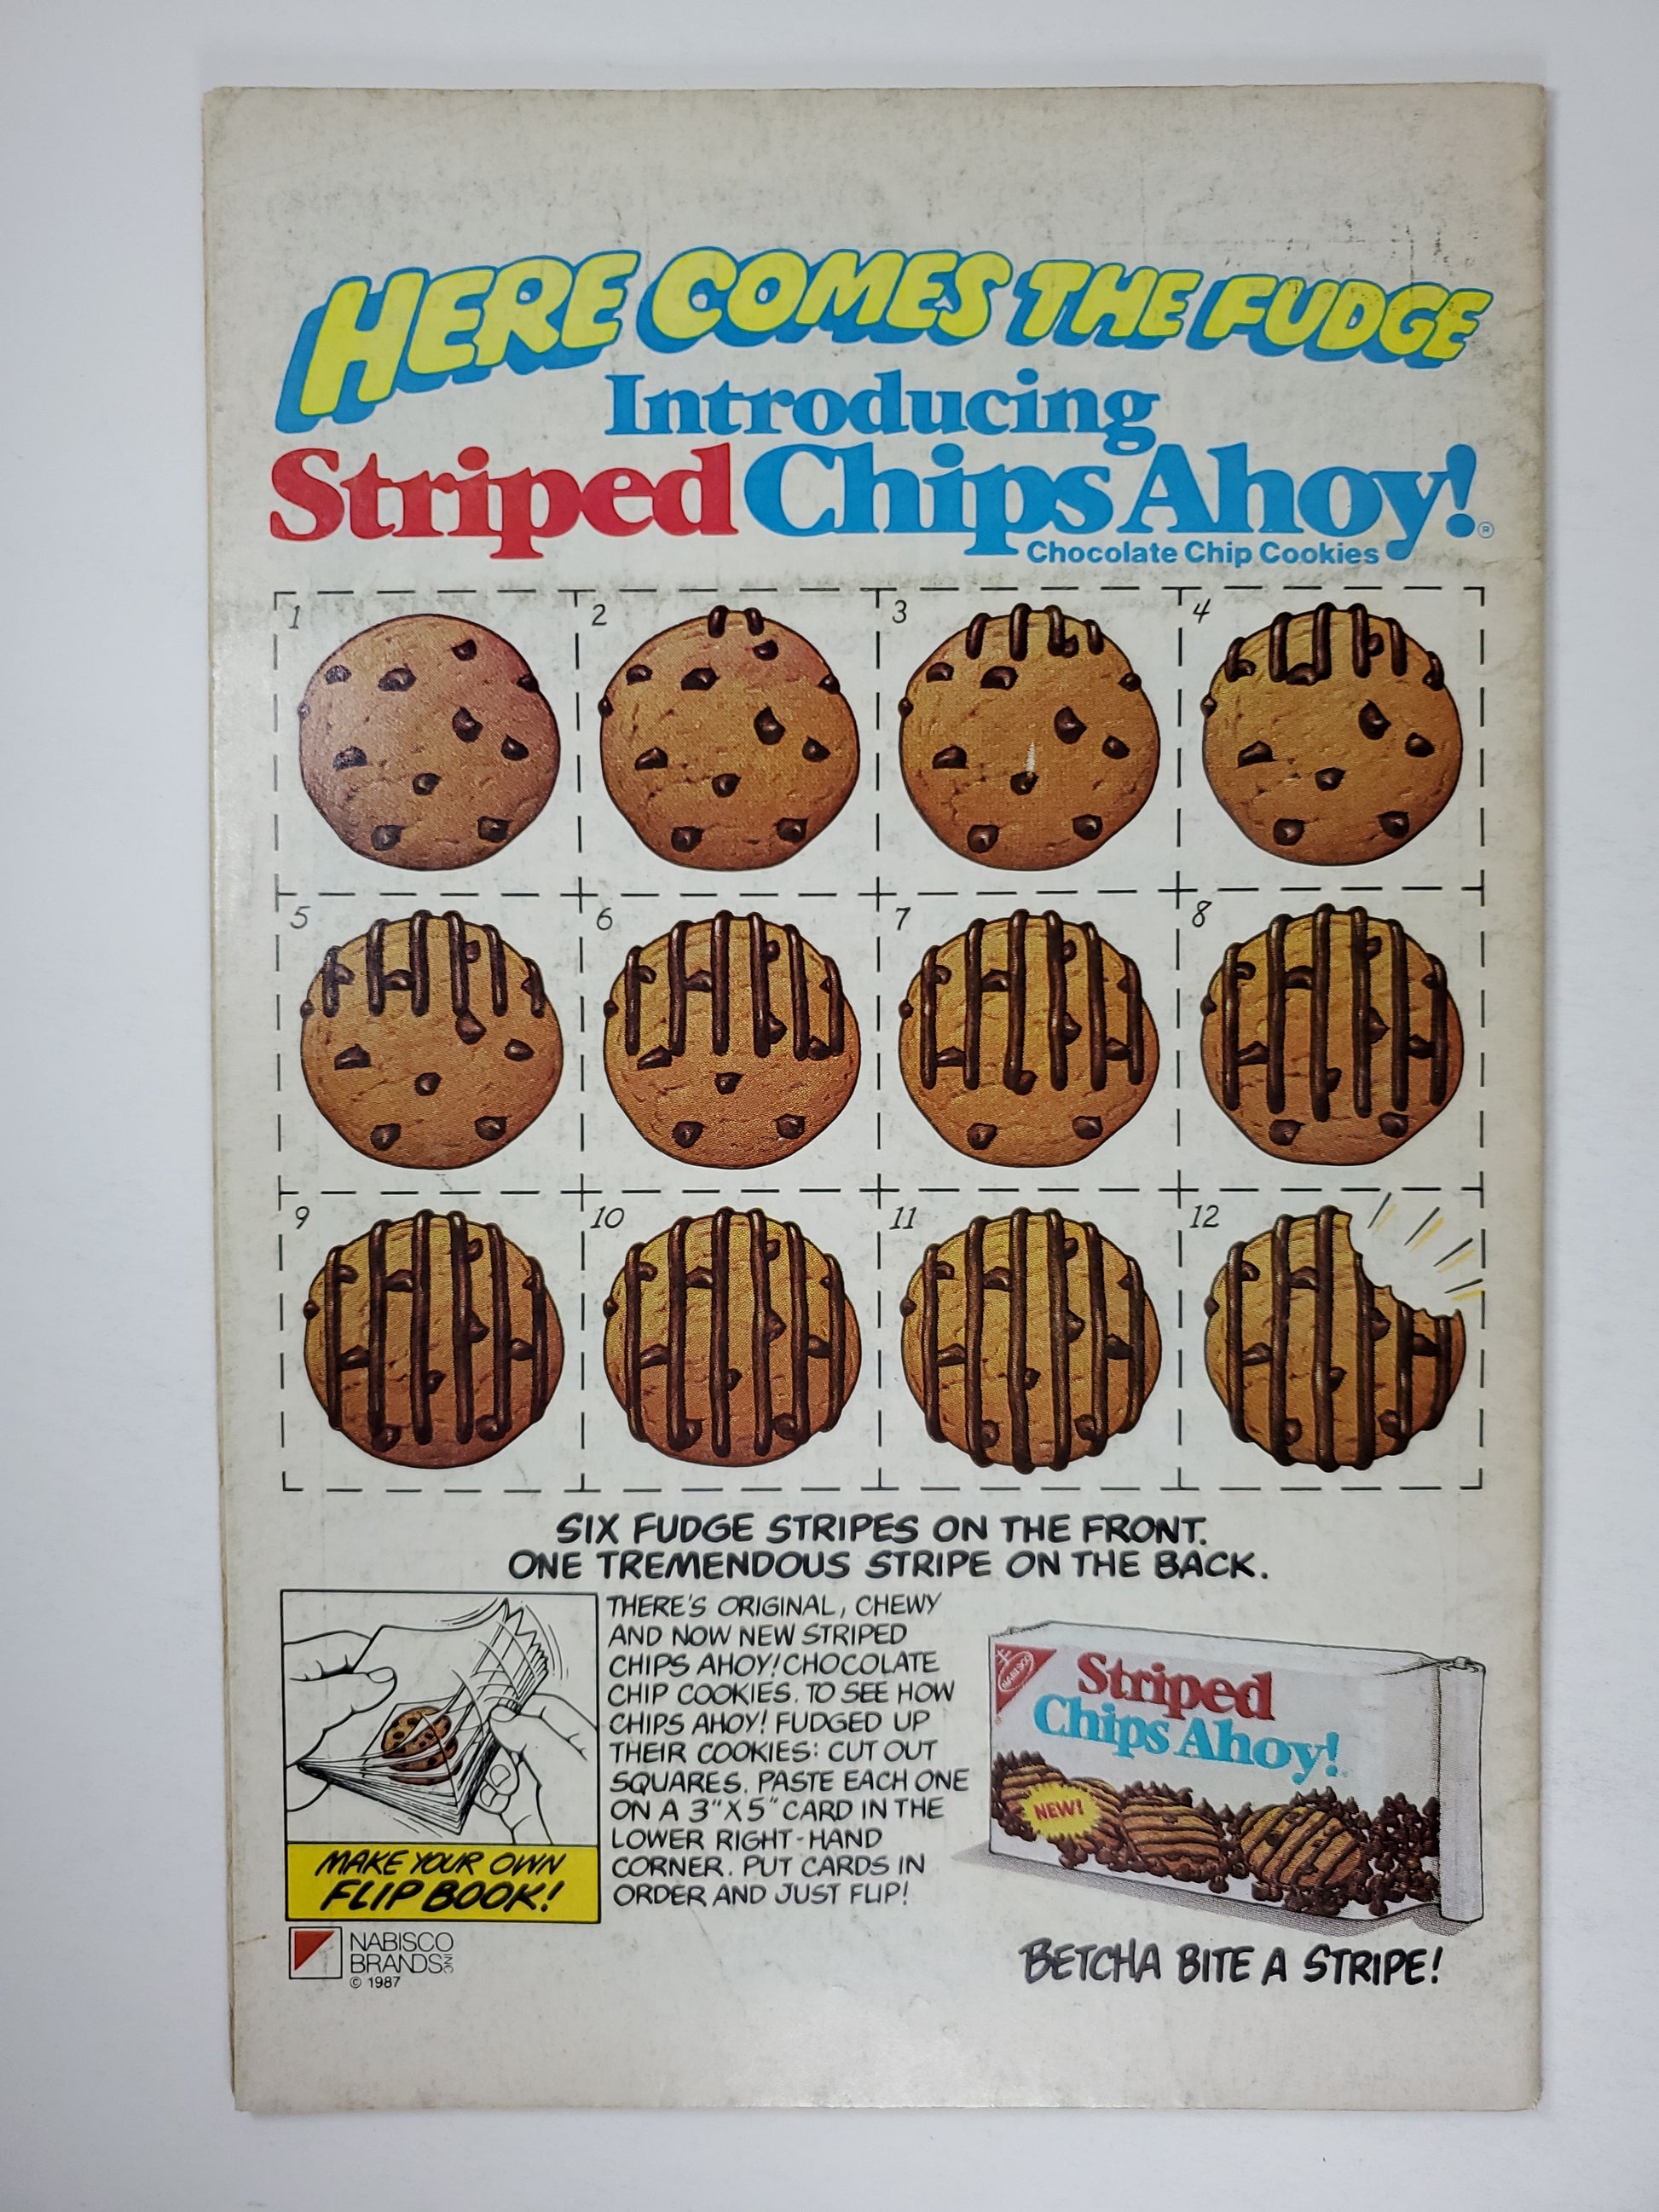 HERE COMES THE FUDGE
Introducing
Striped Chips Ahoy!®
Chocolate Chip Cookies
1
2
3
4
5
6
7
8
9
10
11
12
SIX FUDGE STRIPES ON THE FRONT.
ONE TREMENDOUS STRIPE ON THE BACK.
THERE'S ORIGINAL, CHEWY
AND NOW NEW STRIPED
CHIPS AHOY! CHOCOLATE
CHIP COOKIES. TO SEE HOW
CHIPS AHOY! FUDGED UP
THEIR COOKIES: CUT OUT
SQUARES. PASTE EACH ONE
ON A 3"X5" CARD IN THE
LOWER RIGHT-HAND
CORNER. PUT CARDS IN
ORDER AND JUST FLIP!
MAKE YOUR OWN
FLIP BOOK!
NABISCO
Striped
Chips Ahoy!
NEW!
NABISCO
BRANDS INC
© 1987
BETCHA BITE A STRIPE!